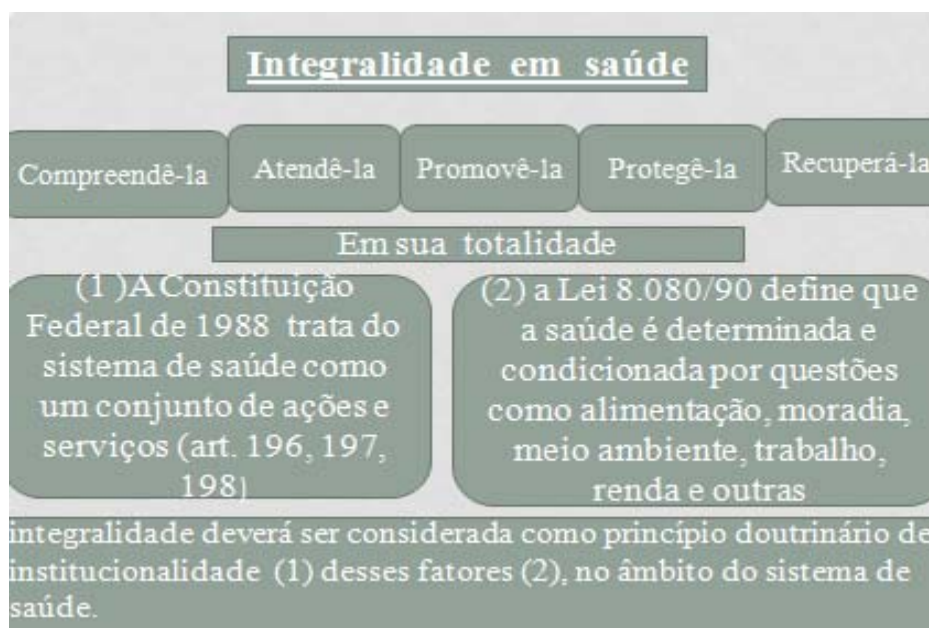 Integralidade em saúde
Compreendê-la
Atendê-la
Promovê-la
Protegê-la
Recuperá-la
Em sua totalidade
(1 )A Constituição
Federal de 1988 trata do
sistema de saúde como
um conjunto de ações e
serviços (art. 196, 197,
198)
(2) a Lei 8.080/90 define que
a saúde é determinada e
condicionada por questões
como alimentação, moradia,
meio ambiente, trabalho,
renda e outras
integralidade deverá ser considerada como princípio doutrinário de
institucionalidade (1) desses fatores (2), no âmbito do sistema de
saúde.